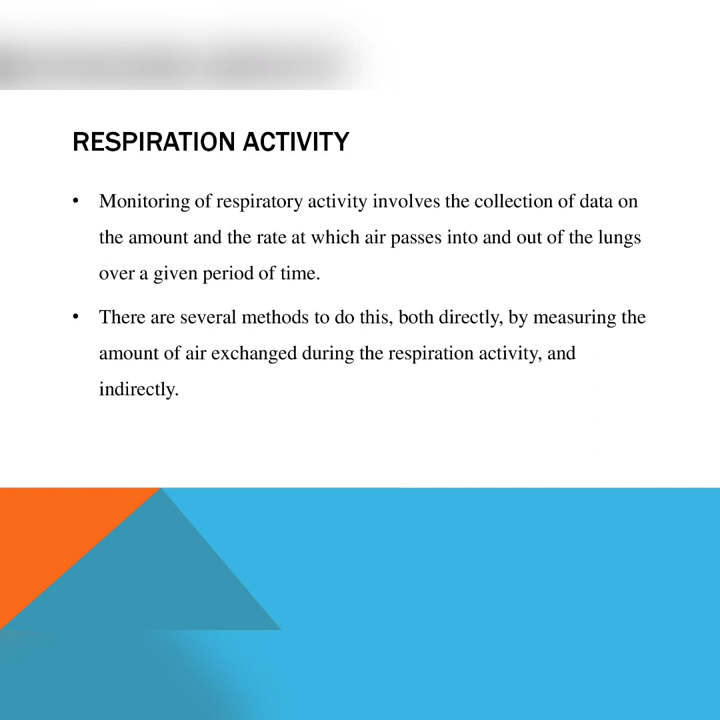 RESPIRATION ACTIVITY
• Monitoring of respiratory activity involves the collection of data on
the amount and the rate at which air passes into and out of the lungs
over a given period of time.
• There are several methods to do this, both directly, by measuring the
amount of air exchanged during the respiration activity, and
indirectly.